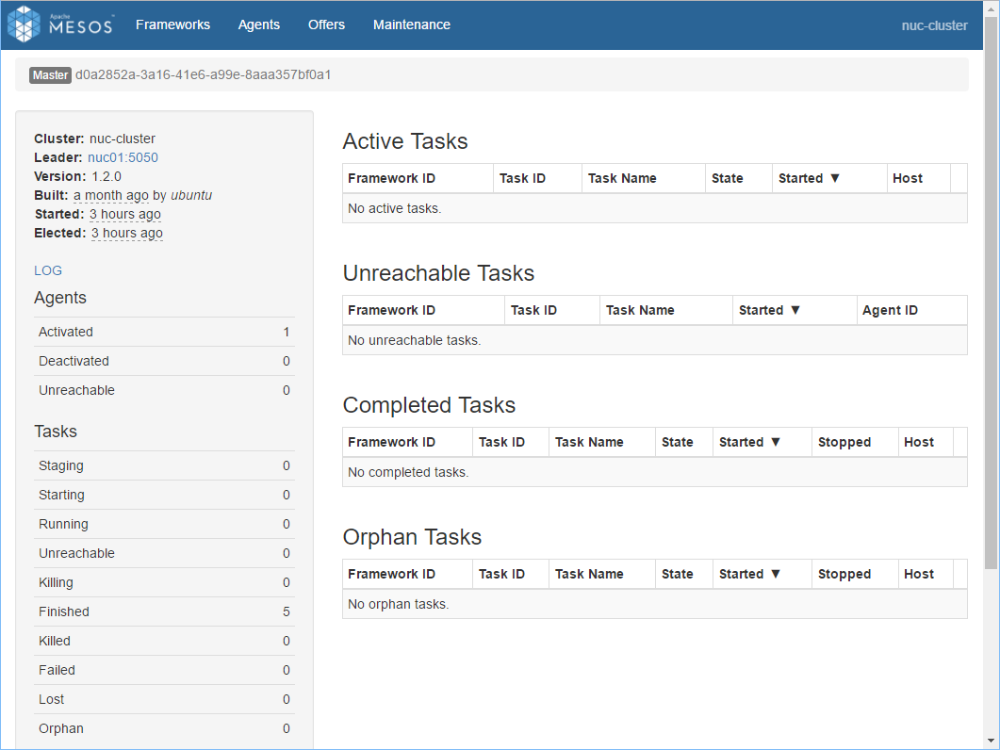 Apache
MESOS™
Frameworks Agents Offers Maintenance nuc-cluster
Master d0a2852a-3a16-41e6-a99e-8aaa357bf0a1
Cluster: nuc-cluster
Leader: nuc01:5050
Version: 1.2.0
Built: a month ago by ubuntu
Started: 3 hours ago
Elected: 3 hours ago
LOG
Agents
Activated 1
Deactivated 0
Unreachable 0
Tasks
Staging 0
Starting 0
Running 0
Unreachable 0
Killing 0
Finished 5
Killed 0
Failed 0
Lost 0
Orphan 0
Active Tasks
Framework ID Task ID Task Name State Started ▼ Host
No active tasks.
Unreachable Tasks
Framework ID Task ID Task Name Started ▼ Agent ID
No unreachable tasks.
Completed Tasks
Framework ID Task ID Task Name State Started ▼ Stopped Host
No completed tasks.
Orphan Tasks
Framework ID Task ID Task Name State Started ▼ Stopped Host
No orphan tasks.